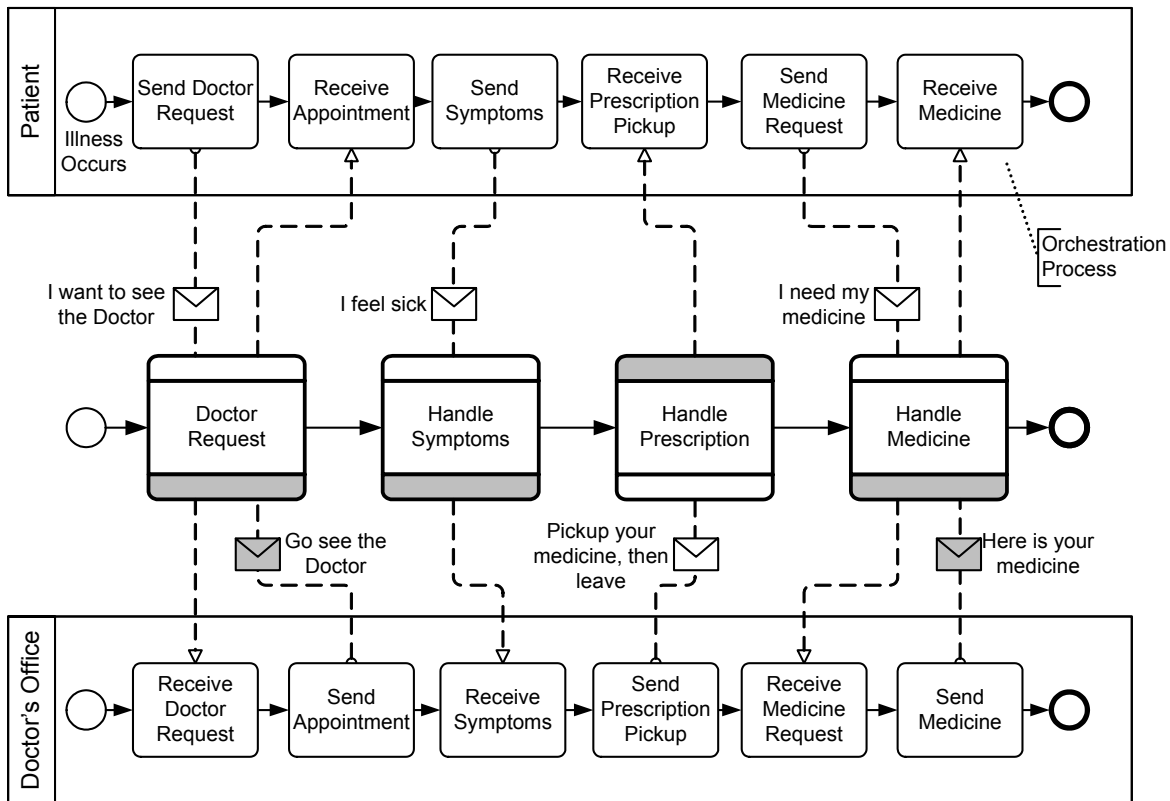 Patient
Send Doctor
Request
Receive
Appointment
Send
Symptoms
Receive
Prescription
Pickup
Send
Medicine
Request
Receive
Medicine
Illness
Occurs
Orchestration
Process
I want to see
the Doctor
I feel sick
I need my
medicine
Doctor
Request
Handle
Symptoms
Handle
Prescription
Handle
Medicine
Go see the
Doctor
Pickup your
medicine, then
leave
Here is your
medicine
Doctor's Office
Receive
Doctor
Request
Send
Appointment
Receive
Symptoms
Send
Prescription
Pickup
Receive
Medicine
Request
Send
Medicine